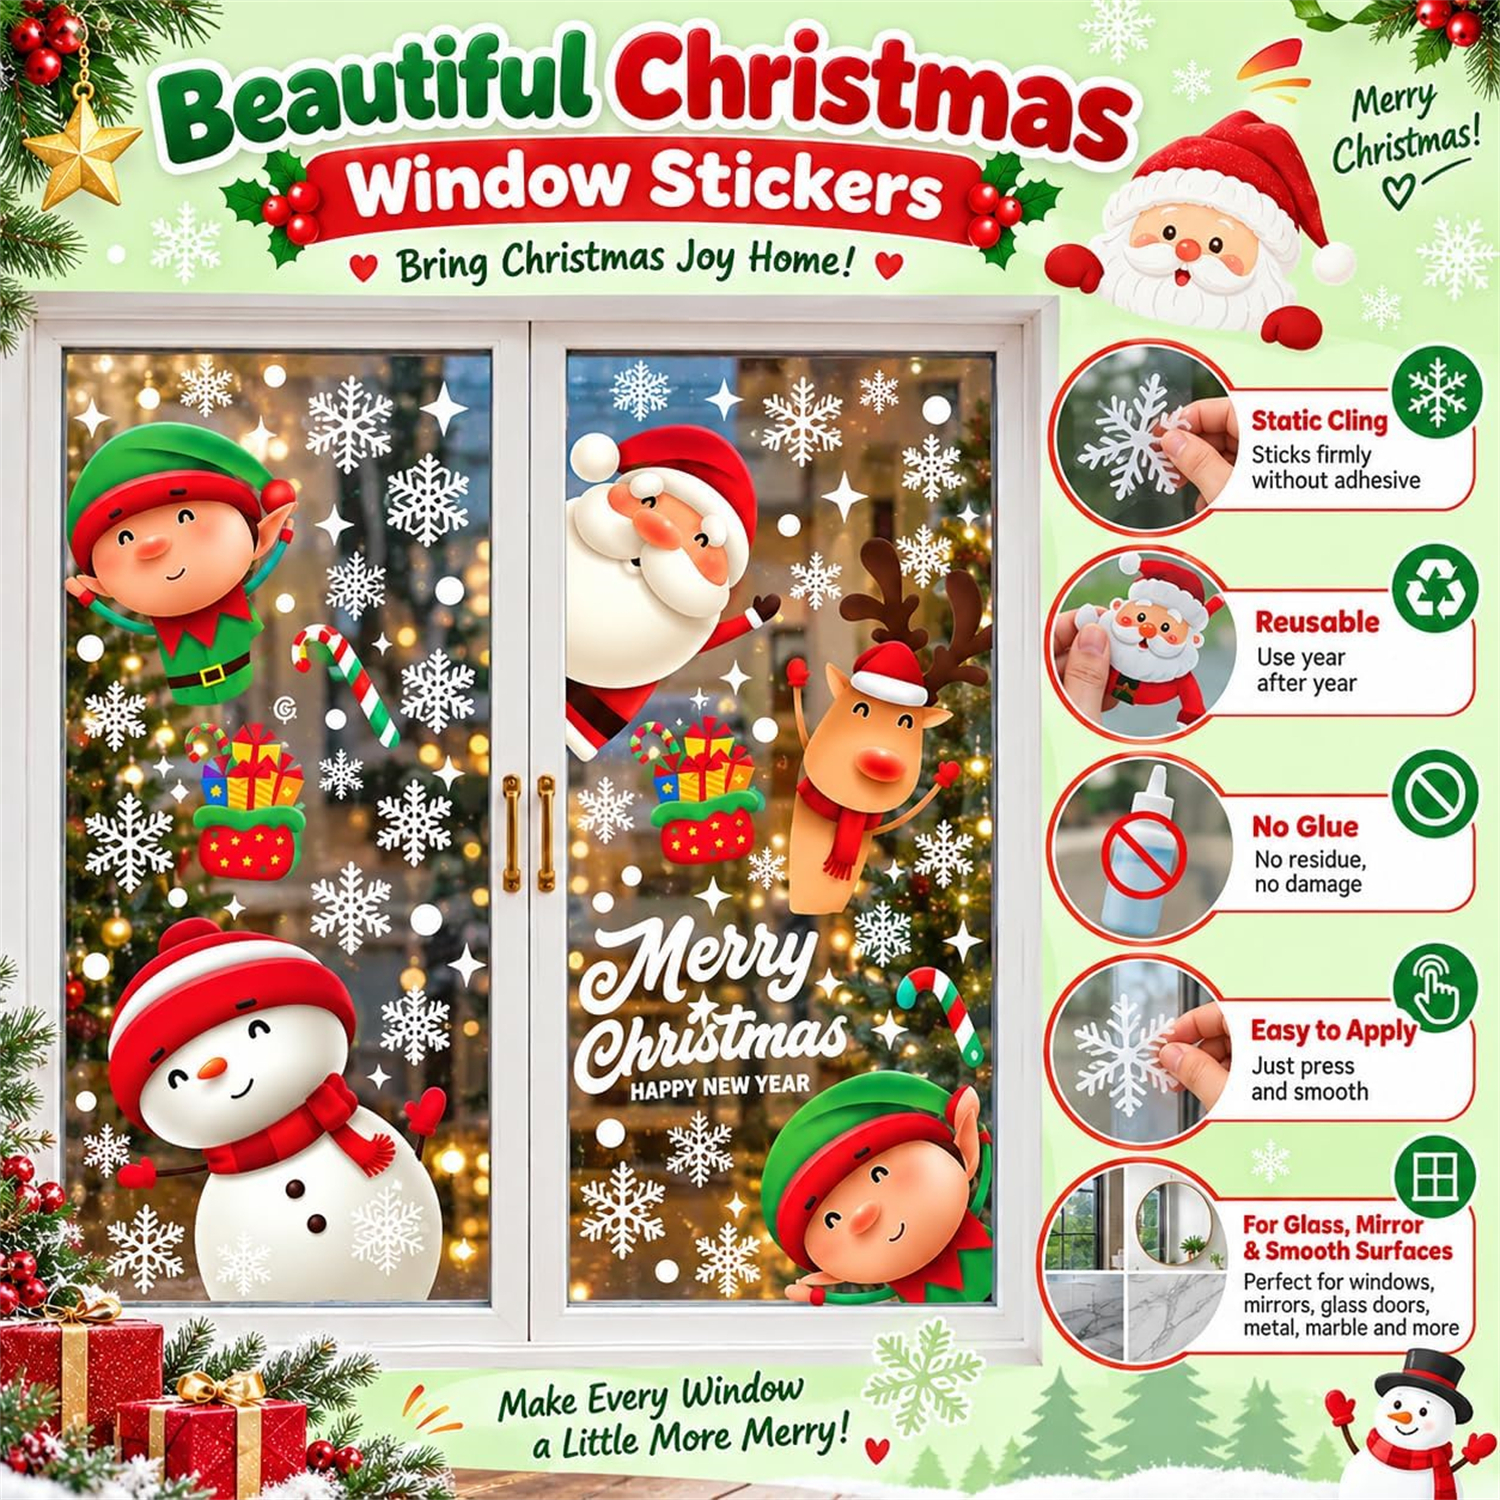 Beautiful Christmas
Window Stickers
Bring Christmas Joy Home!
Merry
Christmas!
Merry
Christmas
HAPPY NEW YEAR
Static Cling
Sticks firmly
without adhesive
Reusable
Use year
after year
No Glue
No residue,
no damage
Easy to Apply
Just press
and smooth
For Glass, Mirror
& Smooth Surfaces
Perfect for windows,
mirrors, glass doors,
metal, marble and more
Make Every Window
a Little More Merry!